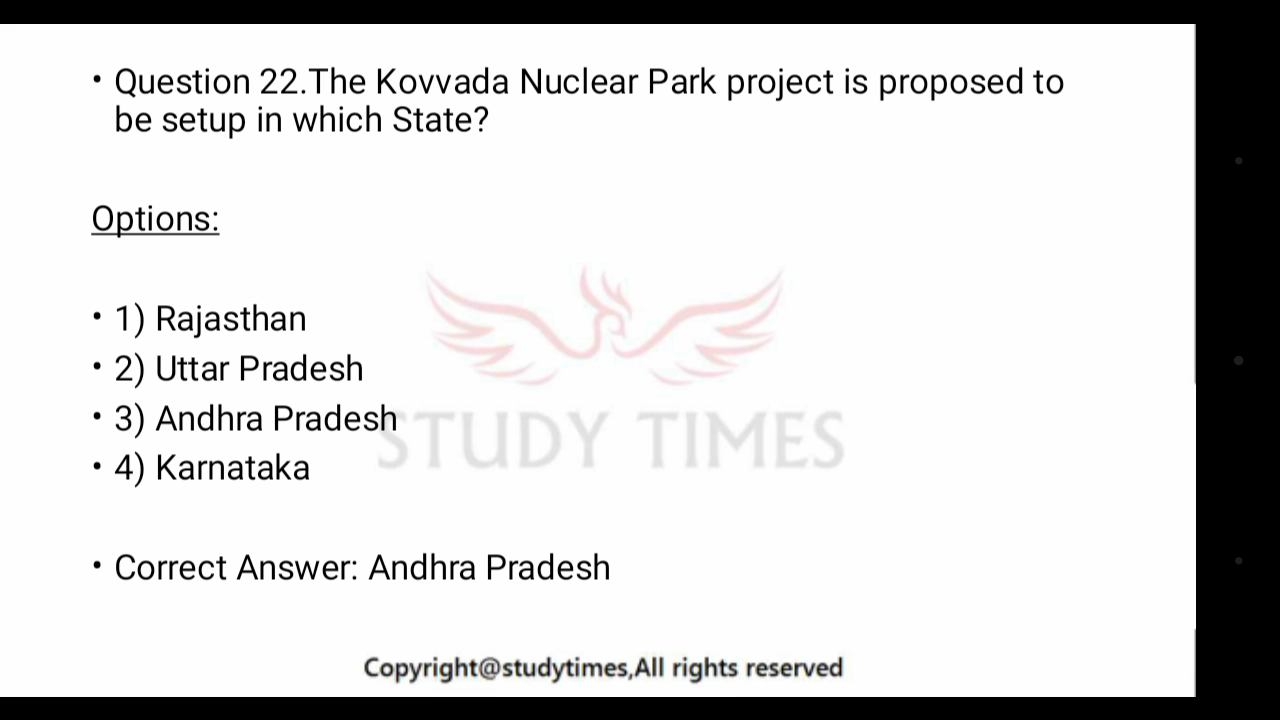 • Question 22.The Kovvada Nuclear Park project is proposed to
be setup in which State?
Options:
• 1) Rajasthan
• 2) Uttar Pradesh
• 3) Andhra Pradesh
STUDY TIMES
• 4) Karnataka
• Correct Answer: Andhra Pradesh
Copyright@studytimes,All rights reserved